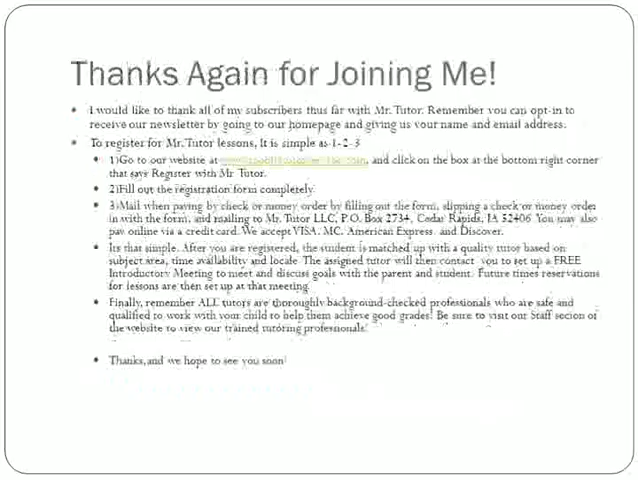 Thanks Again for Joining Me!
I would like to thank all of my subscribers thus far with Mr. Tutor. Remember you can opt-in to
receive our newsletter by going to our homepage and giving us your name and email address.
To register for Mr. Tutor lessons, It is simple as 1-2-3
1)Go to our website at and click on the box at the bottom right corner
that says Register with Mr Tutor.
2)Fill out the registration form completely
3)Mail when paying by check or money order by filling out the form, slipping a check or money order
in with the form, and mailing to Mr. Tutor LLC, P.O. Box 2734, Cedar Rapids, IA 52406 You may also
pay online via a credit card. We accept VISA, MC, American Express, and Discover.
Its that simple. After you are registered, the student is matched up with a quality tutor based on
subject area, time availability and locale The assigned tutor will then contact you to set up a FREE
Introductory Meeting to meet and discuss goals with the parent and student. Future times reservations
for lessons are then set up at that meeting.
Finally, remember ALL tutors are thoroughly background-checked professionals who are safe and
qualified to work with your child to help them achieve good grades! Be sure to visit our Staff section of
the website to view our trained tutoring professionals!
Thanks, and we hope to see you soon!